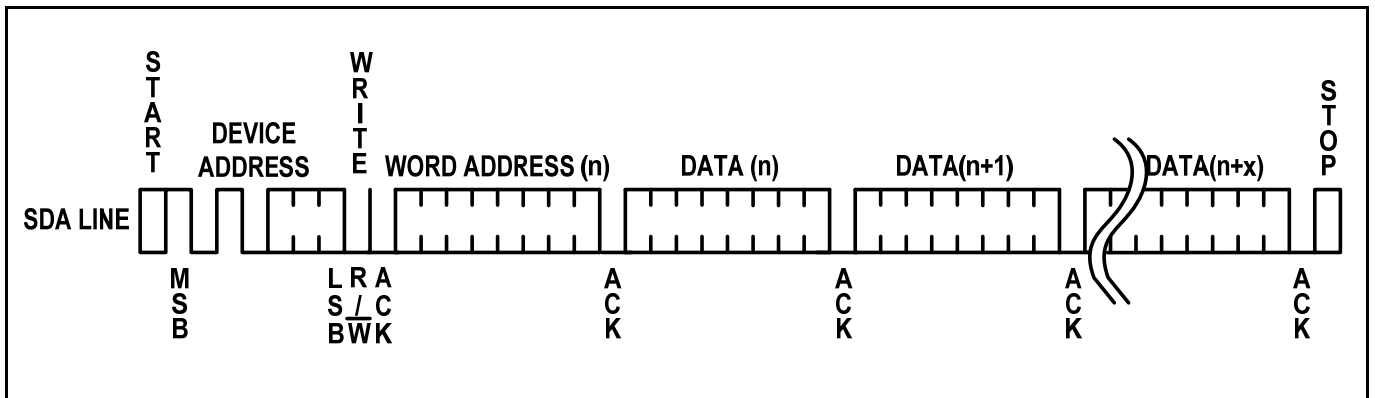 START
WRITE
STOP
DEVICE
ADDRESS
WORD ADDRESS (n)
DATA (n)
DATA(n+1)
DATA(n+x)
SDA LINE
MSB
LSB
R/W
ACK
ACK
ACK
ACK
ACK